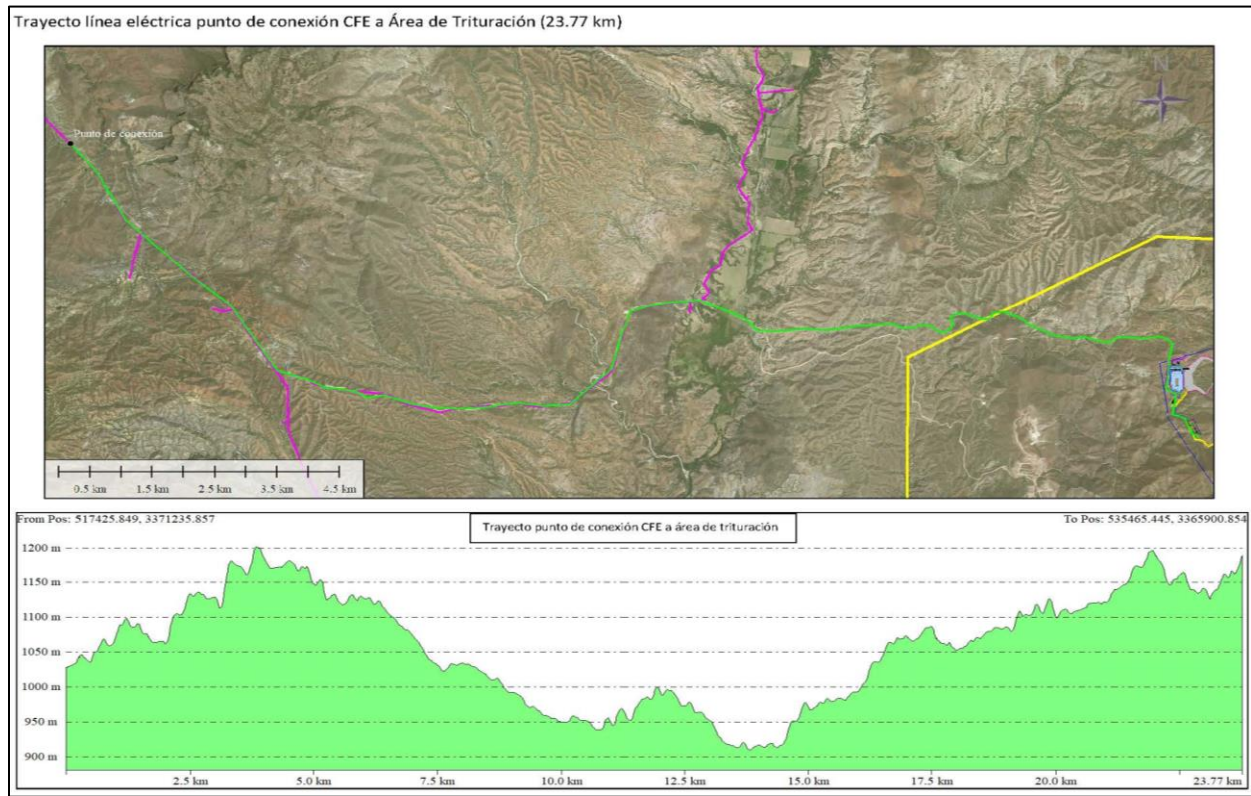 Trayecto línea eléctrica punto de conexión CFE a Área de Trituración (23.77 km)
N
Punto de conexión
0.5 km 1.5 km 2.5 km 3.5 km 4.5 km
From Pos: 517425.849, 3371235.857
Trayecto punto de conexión CFE a área de trituración
To Pos: 535465.445, 3365900.854
1200 m
1150 m
1100 m
1050 m
1000 m
950 m
900 m
2.5 km 5.0 km 7.5 km 10.0 km 12.5 km 15.0 km 17.5 km 20.0 km 23.77 km